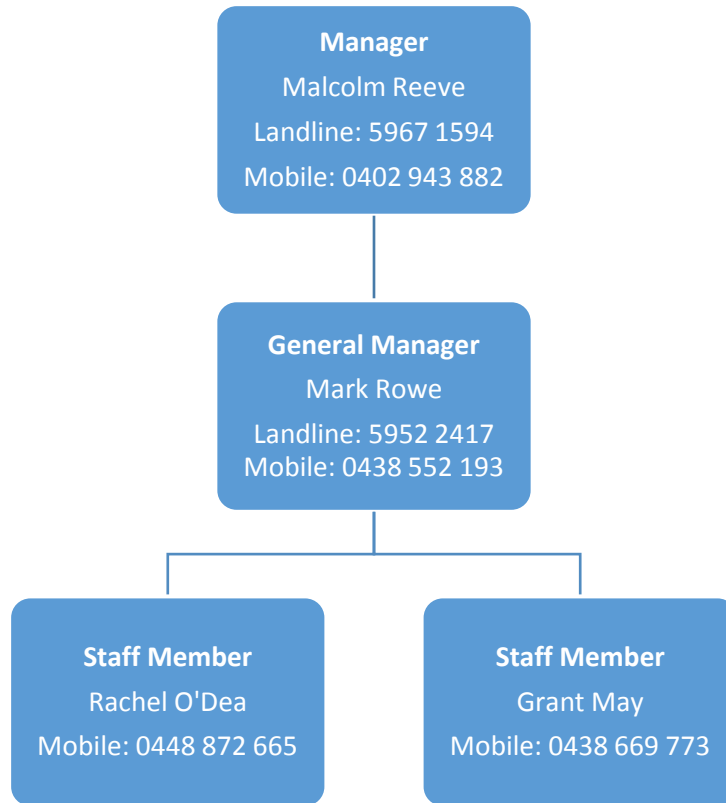 Manager
Malcolm Reeve
Landline: 5967 1594
Mobile: 0402 943 882
General Manager
Mark Rowe
Landline: 5952 2417
Mobile: 0438 552 193
Staff Member
Rachel O'Dea
Mobile: 0448 872 665
Staff Member
Grant May
Mobile: 0438 669 773